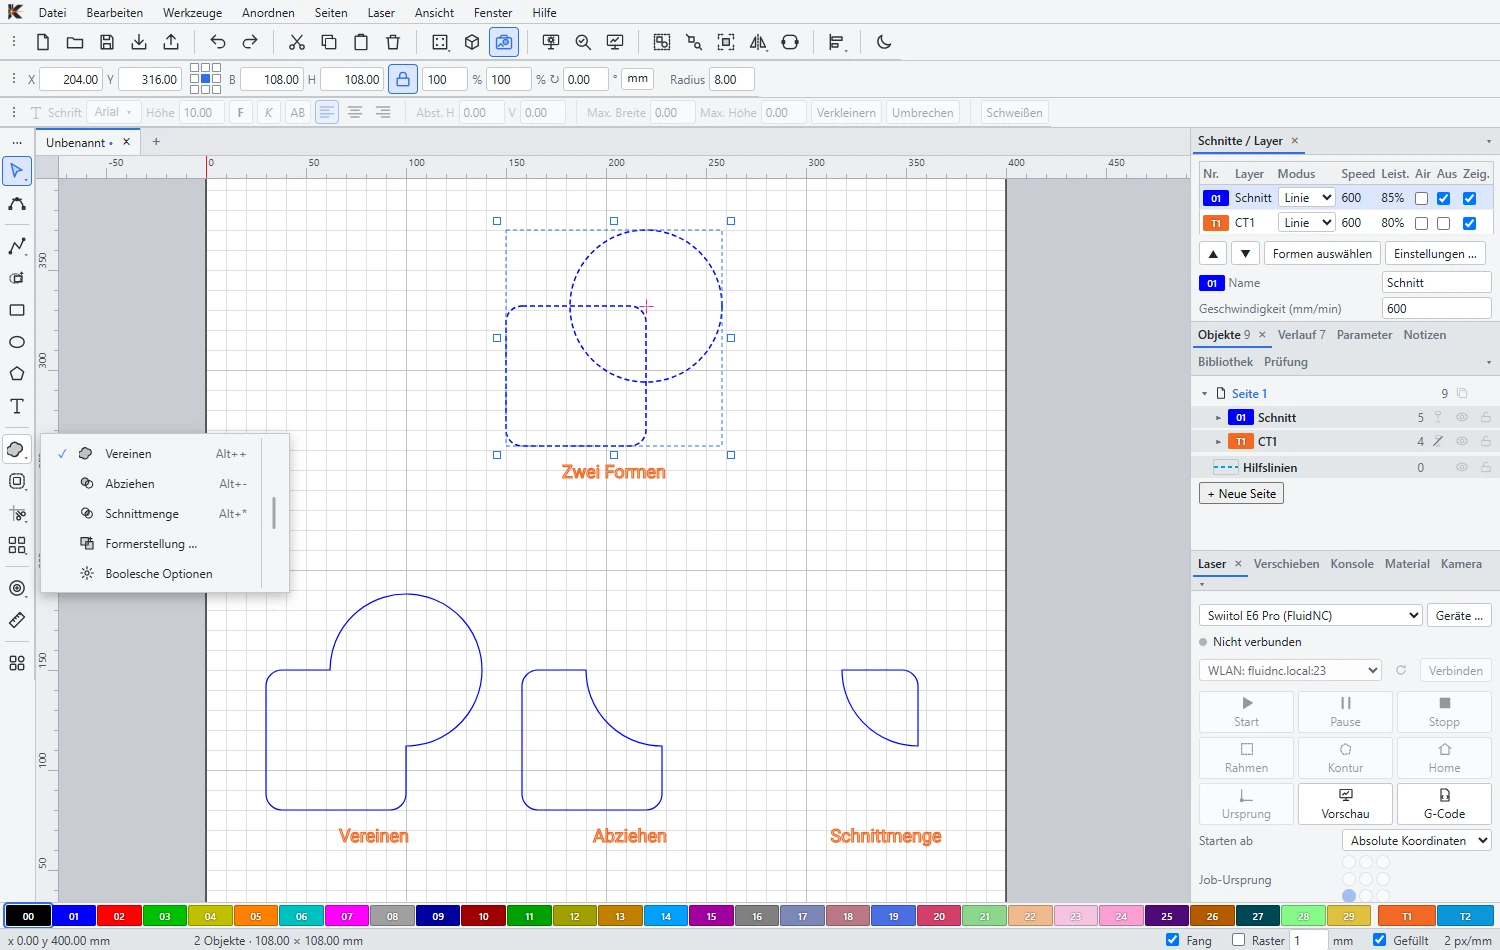 Datei Bearbeiten Werkzeuge Anordnen Seiten Laser Ansicht Fenster Hilfe
X 204.00 Y 316.00 B 108.00 H 108.00 100 % 100 % 0.00 ° mm Radius 8.00
Schrift Arial Höhe 10.00 F K AB Abst. H 0.00 V 0.00 Max. Breite 0.00 Max. Höhe 0.00 Verkleinern Umbrechen Schweißen
Unbenannt • × +
-50 0 50 100 150 200 250 300 350 400 450
350
300
150
100
50
Zwei Formen
Vereinen Alt++
Abziehen Alt+-
Schnittmenge Alt+*
Formerstellung ...
Boolesche Optionen
Vereinen Abziehen Schnittmenge
Schnitte / Layer ×
Nr. Layer Modus Speed Leist. Air Aus Zeig.
01 Schnitt Linie 600 85%
T1 CT1 Linie 600 80%
▲ ▼ Formen auswählen Einstellungen ...
01 Name Schnitt
Geschwindigkeit (mm/min) 600
Objekte 9 × Verlauf 7 Parameter Notizen
Bibliothek Prüfung
Seite 1 9
01 Schnitt 5
T1 CT1 4
Hilfslinien 0
+ Neue Seite
Laser × Verschieben Konsole Material Kamera
Swiitol E6 Pro (FluidNC) Geräte ...
Nicht verbunden
WLAN: fluidnc.local:23 Verbinden
Start Pause Stopp
Rahmen Kontur Home
Ursprung Vorschau G-Code
Starten ab Absolute Koordinaten
Job-Ursprung
00 01 02 03 04 05 06 07 08 09 10 11 12 13 14 15 16 17 18 19 20 21 22 23 24 25 26 27 28 29 T1 T2
x 0.00 y 400.00 mm 2 Objekte · 108.00 × 108.00 mm Fang Raster 1 mm Gefüllt 2 px/mm